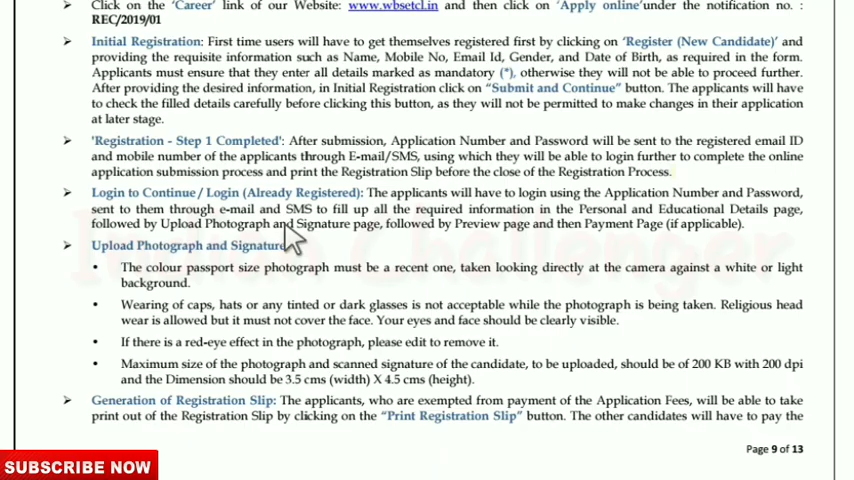 Click on the 'Career' link of our Website: www.wbsetcl.in and then click on 'Apply online'under the notification no. :
REC/2019/01
➢ Initial Registration: First time users will have to get themselves registered first by clicking on 'Register (New Candidate)' and
providing the requisite information such as Name, Mobile No, Email Id, Gender, and Date of Birth, as required in the form.
Applicants must ensure that they enter all details marked as mandatory (*), otherwise they will not be able to proceed further.
After providing the desired information, in Initial Registration click on "Submit and Continue" button. The applicants will have
to check the filled details carefully before clicking this button, as they will not be permitted to make changes in their application
at later stage.
➢ 'Registration - Step 1 Completed': After submission, Application Number and Password will be sent to the registered email ID
and mobile number of the applicants through E-mail/SMS, using which they will be able to login further to complete the online
application submission process and print the Registration Slip before the close of the Registration Process.
➢ Login to Continue / Login (Already Registered): The applicants will have to login using the Application Number and Password,
sent to them through e-mail and SMS to fill up all the required information in the Personal and Educational Details page,
followed by Upload Photograph and Signature page, followed by Preview page and then Payment Page (if applicable).
➢ Upload Photograph and Signature
• The colour passport size photograph must be a recent one, taken looking directly at the camera against a white or light
background.
• Wearing of caps, hats or any tinted or dark glasses is not acceptable while the photograph is being taken. Religious head
wear is allowed but it must not cover the face. Your eyes and face should be clearly visible.
• If there is a red-eye effect in the photograph, please edit to remove it.
• Maximum size of the photograph and scanned signature of the candidate, to be uploaded, should be of 200 KB with 200 dpi
and the Dimension should be 3.5 cms (width) X 4.5 cms (height).
➢ Generation of Registration Slip: The applicants, who are exempted from payment of the Application Fees, will be able to take
print out of the Registration Slip by clicking on the "Print Registration Slip" button. The other candidates will have to pay the
Page 9 of 13
SUBSCRIBE NOW
Indian Challenger